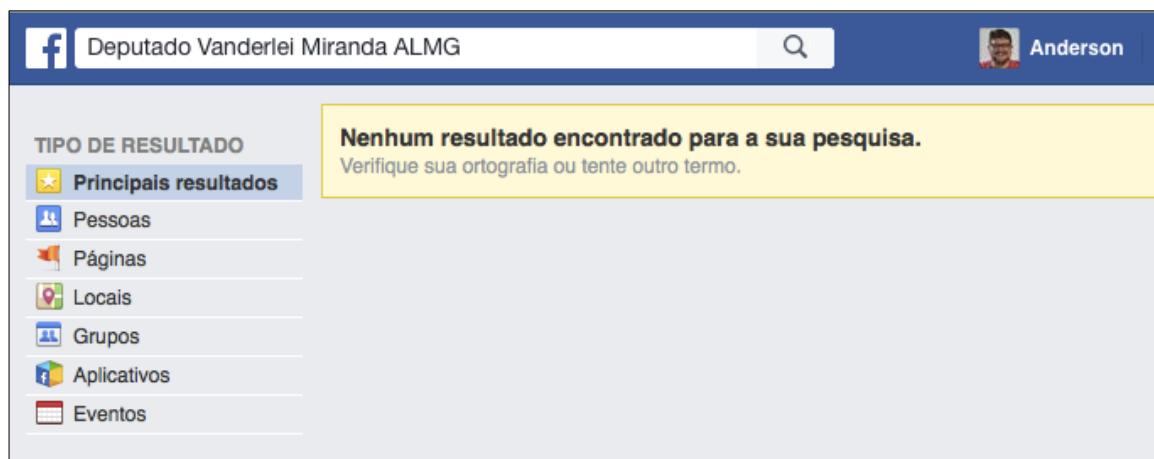 Deputado Vanderlei Miranda ALMG
Anderson
TIPO DE RESULTADO
Principais resultados
Pessoas
Páginas
Locais
Grupos
Aplicativos
Eventos
Nenhum resultado encontrado para a sua pesquisa.
Verifique sua ortografia ou tente outro termo.